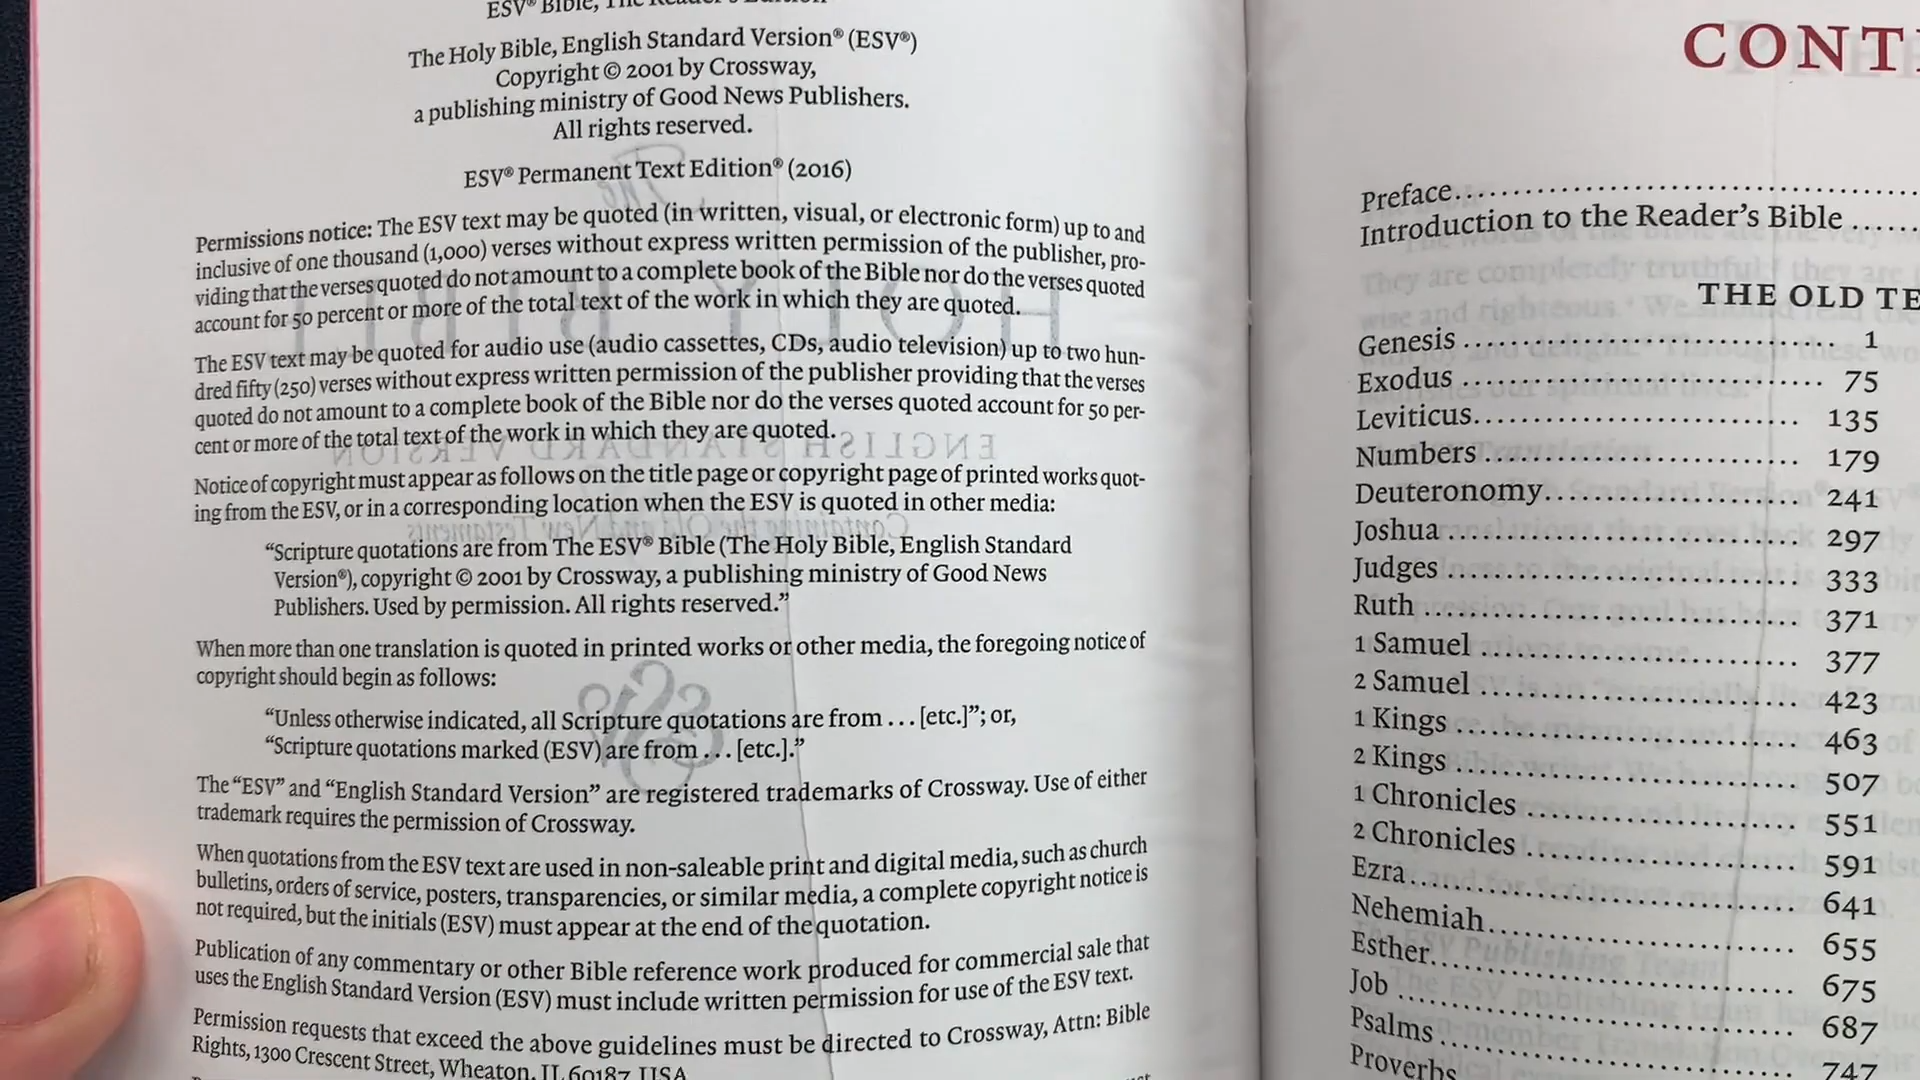 ESV® Bible, The Reader's Edition
The Holy Bible, English Standard Version® (ESV®)
Copyright © 2001 by Crossway,
a publishing ministry of Good News Publishers.
All rights reserved.
ESV® Permanent Text Edition® (2016)
Permissions notice: The ESV text may be quoted (in written, visual, or electronic form) up to and
inclusive of one thousand (1,000) verses without express written permission of the publisher, pro-
viding that the verses quoted do not amount to a complete book of the Bible nor do the verses quoted
account for 50 percent or more of the total text of the work in which they are quoted.
The ESV text may be quoted for audio use (audio cassettes, CDs, audio television) up to two hun-
dred fifty (250) verses without express written permission of the publisher providing that the verses
quoted do not amount to a complete book of the Bible nor do the verses quoted account for 50 per-
cent or more of the total text of the work in which they are quoted.
Notice of copyright must appear as follows on the title page or copyright page of printed works quot-
ing from the ESV, or in a corresponding location when the ESV is quoted in other media:
“Scripture quotations are from The ESV® Bible (The Holy Bible, English Standard
Version®), copyright © 2001 by Crossway, a publishing ministry of Good News
Publishers. Used by permission. All rights reserved.”
When more than one translation is quoted in printed works or other media, the foregoing notice of
copyright should begin as follows:
“Unless otherwise indicated, all Scripture quotations are from . . . [etc.]”; or,
“Scripture quotations marked (ESV) are from . . . [etc.].”
The “ESV” and “English Standard Version” are registered trademarks of Crossway. Use of either
trademark requires the permission of Crossway.
When quotations from the ESV text are used in non-saleable print and digital media, such as church
bulletins, orders of service, posters, transparencies, or similar media, a complete copyright notice is
not required, but the initials (ESV) must appear at the end of the quotation.
Publication of any commentary or other Bible reference work produced for commercial sale that
uses the English Standard Version (ESV) must include written permission for use of the ESV text.
Permission requests that exceed the above guidelines must be directed to Crossway, Attn: Bible
Rights, 1300 Crescent Street, Wheaton, IL 60187, USA
CONT
Preface
Introduction to the Reader's Bible
THE OLD TE
Genesis 1
Exodus 75
Leviticus 135
Numbers 179
Deuteronomy 241
Joshua 297
Judges 333
Ruth 371
1 Samuel 377
2 Samuel 423
1 Kings 463
2 Kings 507
1 Chronicles 551
2 Chronicles 591
Ezra 641
Nehemiah 655
Esther 675
Job 687
Psalms 747
Proverbs